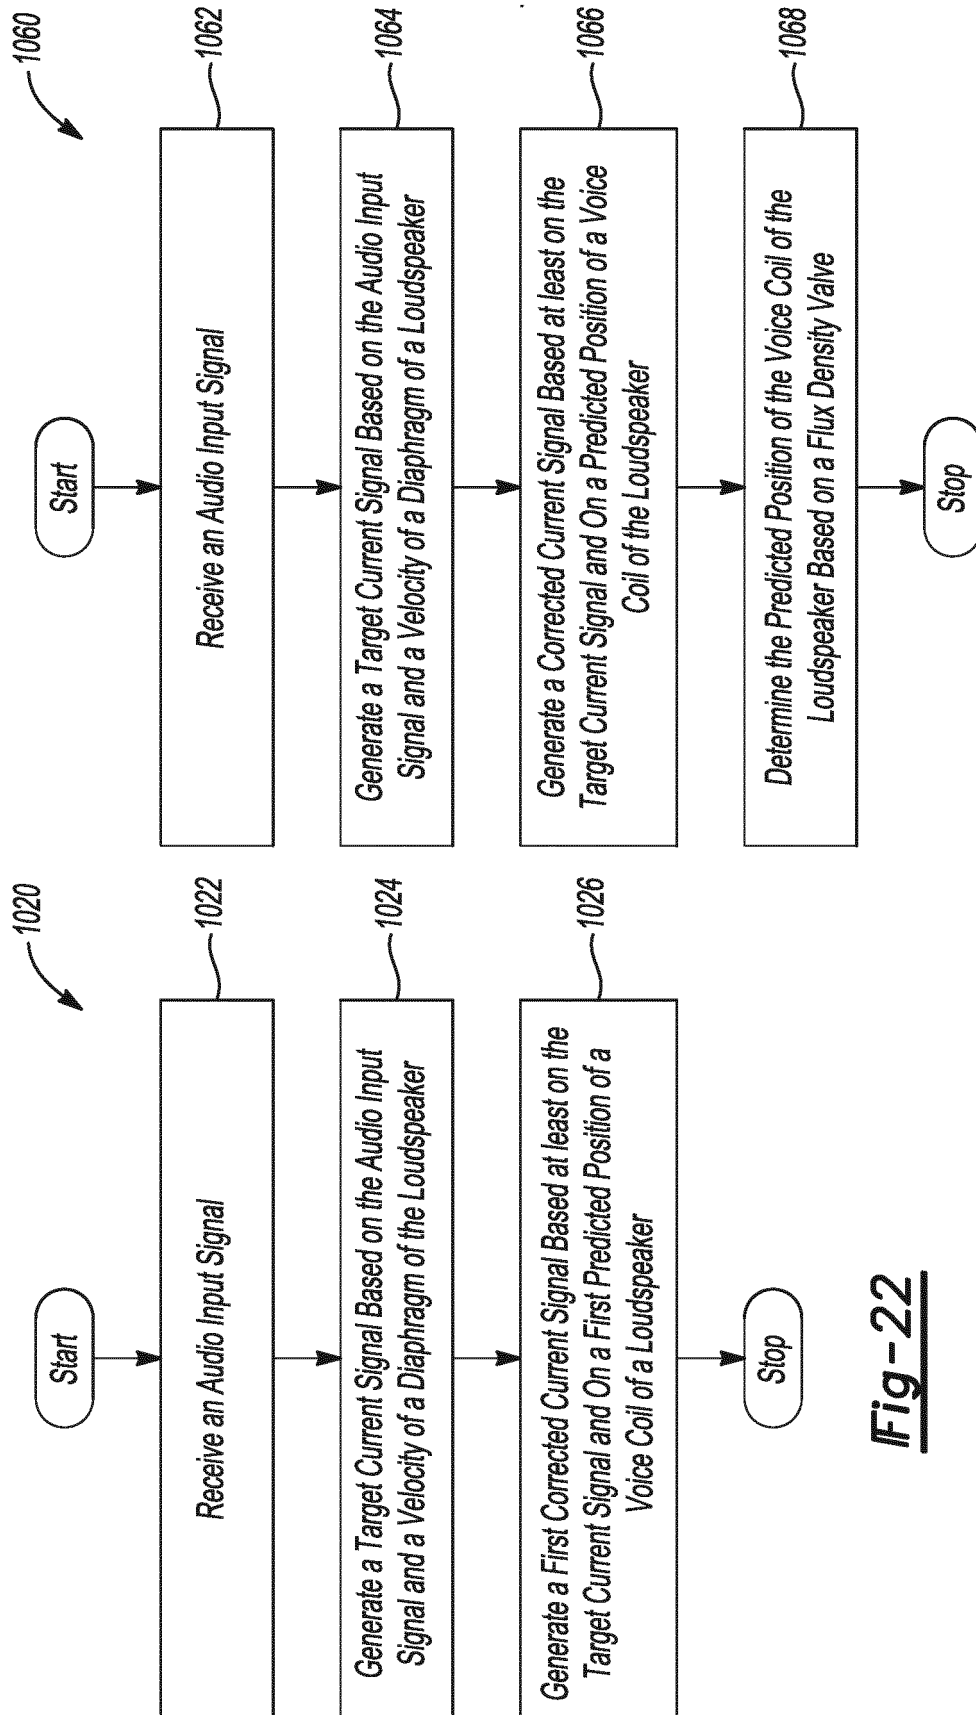 1020
Start
Receive an Audio Input Signal
1022
Generate a Target Current Signal Based on the Audio Input
Signal and a Velocity of a Diaphragm of the Loudspeaker
1024
Generate a First Corrected Current Signal Based at least on the
Target Current Signal and On a First Predicted Position of a
Voice Coil of a Loudspeaker
1026
Stop
Fig-22
1060
Start
Receive an Audio Input Signal
1062
Generate a Target Current Signal Based on the Audio Input
Signal and a Velocity of a Diaphragm of a Loudspeaker
1064
Generate a Corrected Current Signal Based at least on the
Target Current Signal and On a Predicted Position of a Voice
Coil of the Loudspeaker
1066
Determine the Predicted Position of the Voice Coil of the
Loudspeaker Based on a Flux Density Valve
1068
Stop